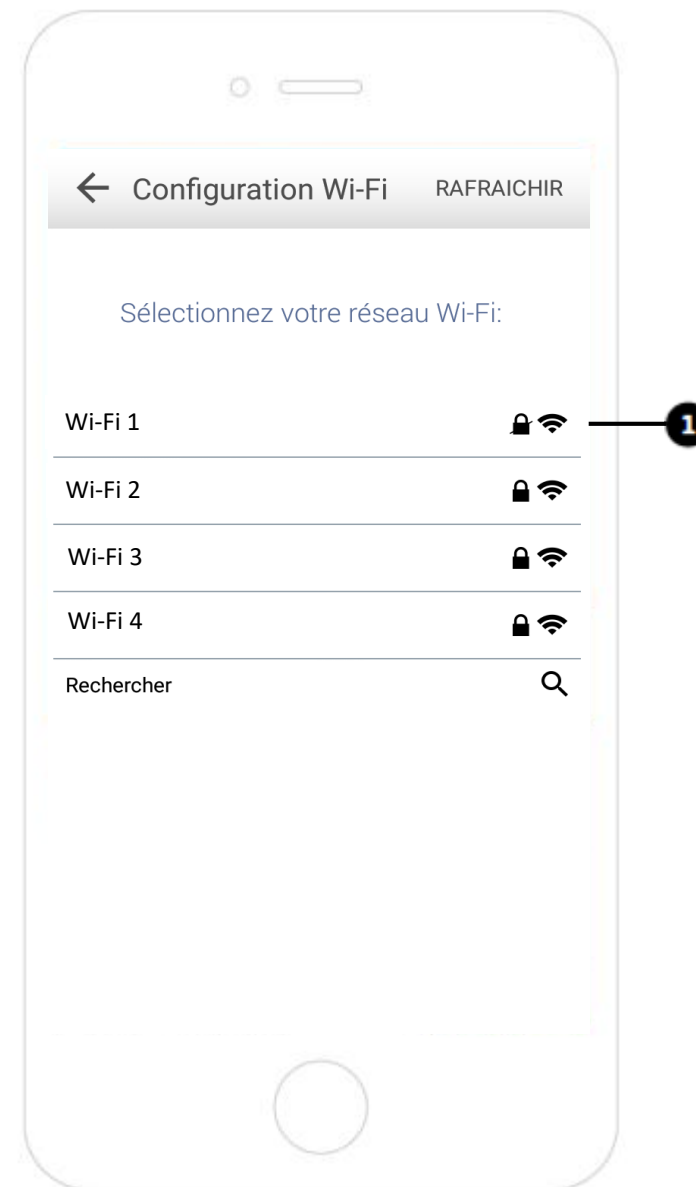 Configuration Wi-Fi RAFRAICHIR
Sélectionnez votre réseau Wi-Fi:
Wi-Fi 1 1
Wi-Fi 2
Wi-Fi 3
Wi-Fi 4
Rechercher